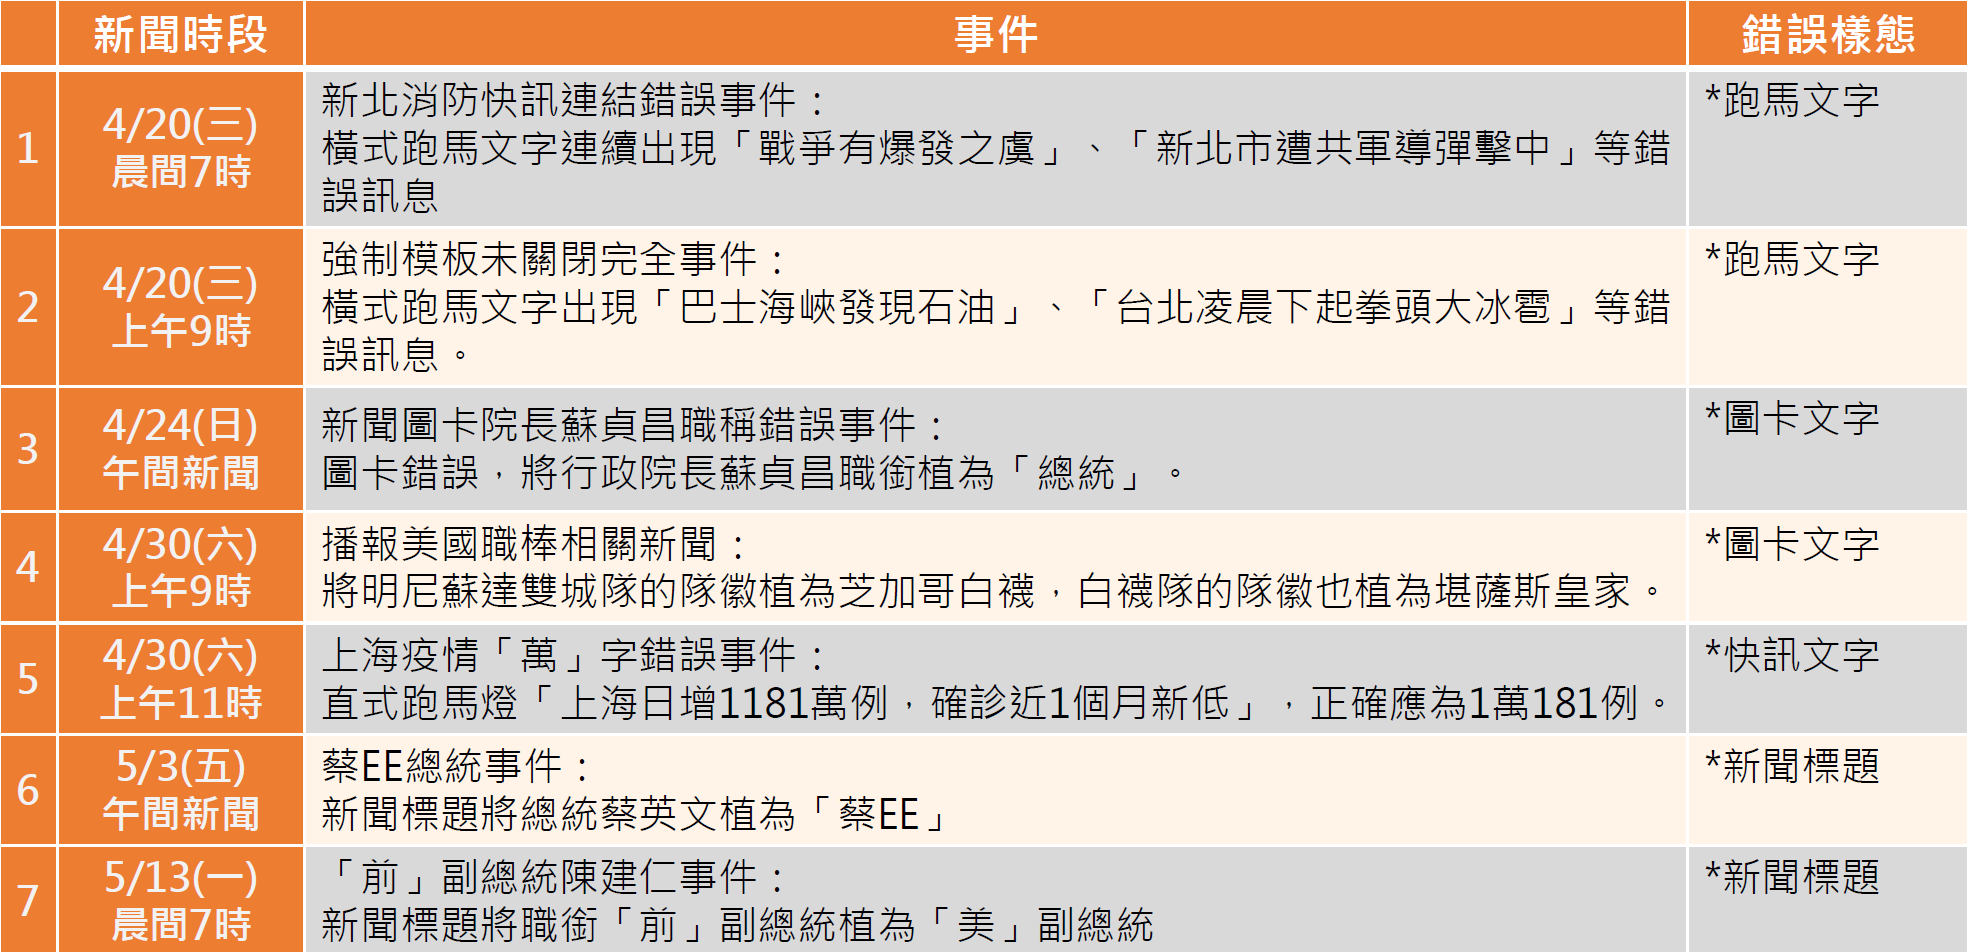 新聞時段 事件 錯誤樣態
1
4/20(三)
晨間7時
新北消防快訊連結錯誤事件：
橫式跑馬文字連續出現「戰爭有爆發之虞」、「新北市遭共軍導彈擊中」等錯
誤訊息
*跑馬文字
2
4/20(三)
上午9時
強制模板未關閉完全事件：
橫式跑馬文字出現「巴士海峽發現石油」、「台北凌晨下起拳頭大冰雹」等錯
誤訊息。
*跑馬文字
3
4/24(日)
午間新聞
新聞圖卡院長蘇貞昌職稱錯誤事件：
圖卡錯誤，將行政院長蘇貞昌職銜植為「總統」。
*圖卡文字
4
4/30(六)
上午9時
播報美國職棒相關新聞：
將明尼蘇達雙城隊的隊徽植為芝加哥白襪，白襪隊的隊徽也植為堪薩斯皇家。
*圖卡文字
5
4/30(六)
上午11時
上海疫情「萬」字錯誤事件：
直式跑馬燈「上海日增1181萬例，確診近1個月新低」，正確應為1萬181例。
*快訊文字
6
5/3(五)
午間新聞
蔡EE總統事件：
新聞標題將總統蔡英文植為「蔡EE」
*新聞標題
7
5/13(一)
晨間7時
「前」副總統陳建仁事件：
新聞標題將職銜「前」副總統植為「美」副總統
*新聞標題